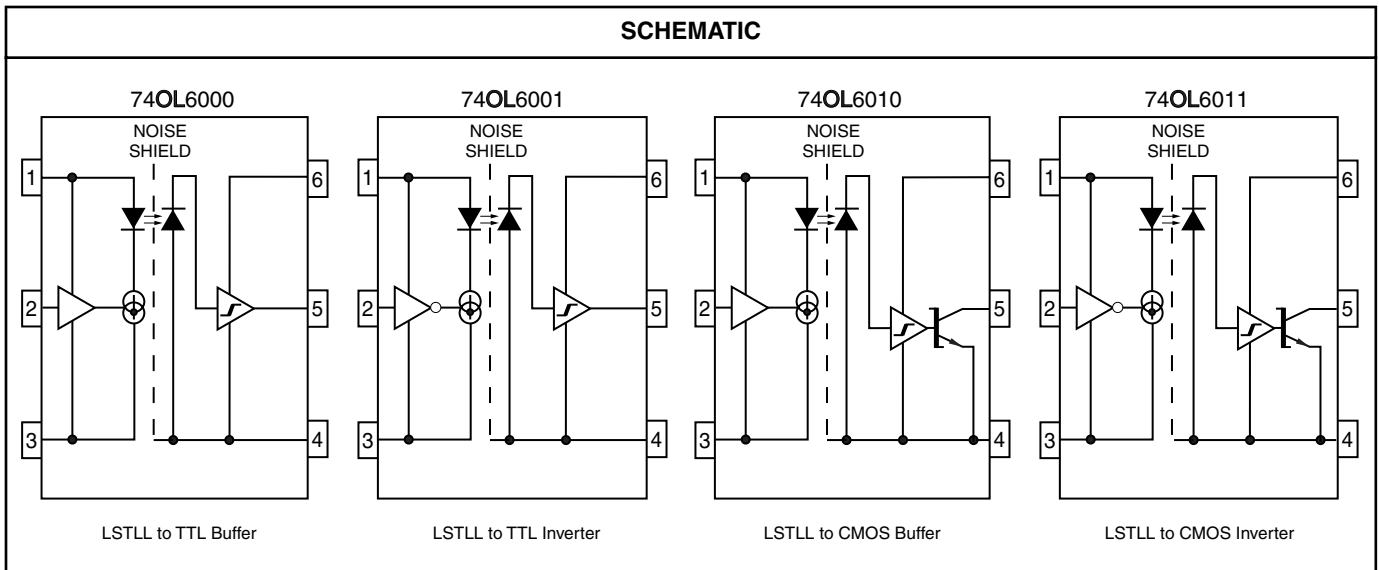 SCHEMATIC
74OL6000
NOISE
SHIELD
1
2
3
6
5
4
LSTLL to TTL Buffer
74OL6001
NOISE
SHIELD
1
2
3
6
5
4
LSTLL to TTL Inverter
74OL6010
NOISE
SHIELD
1
2
3
6
5
4
LSTLL to CMOS Buffer
74OL6011
NOISE
SHIELD
1
2
3
6
5
4
LSTLL to CMOS Inverter